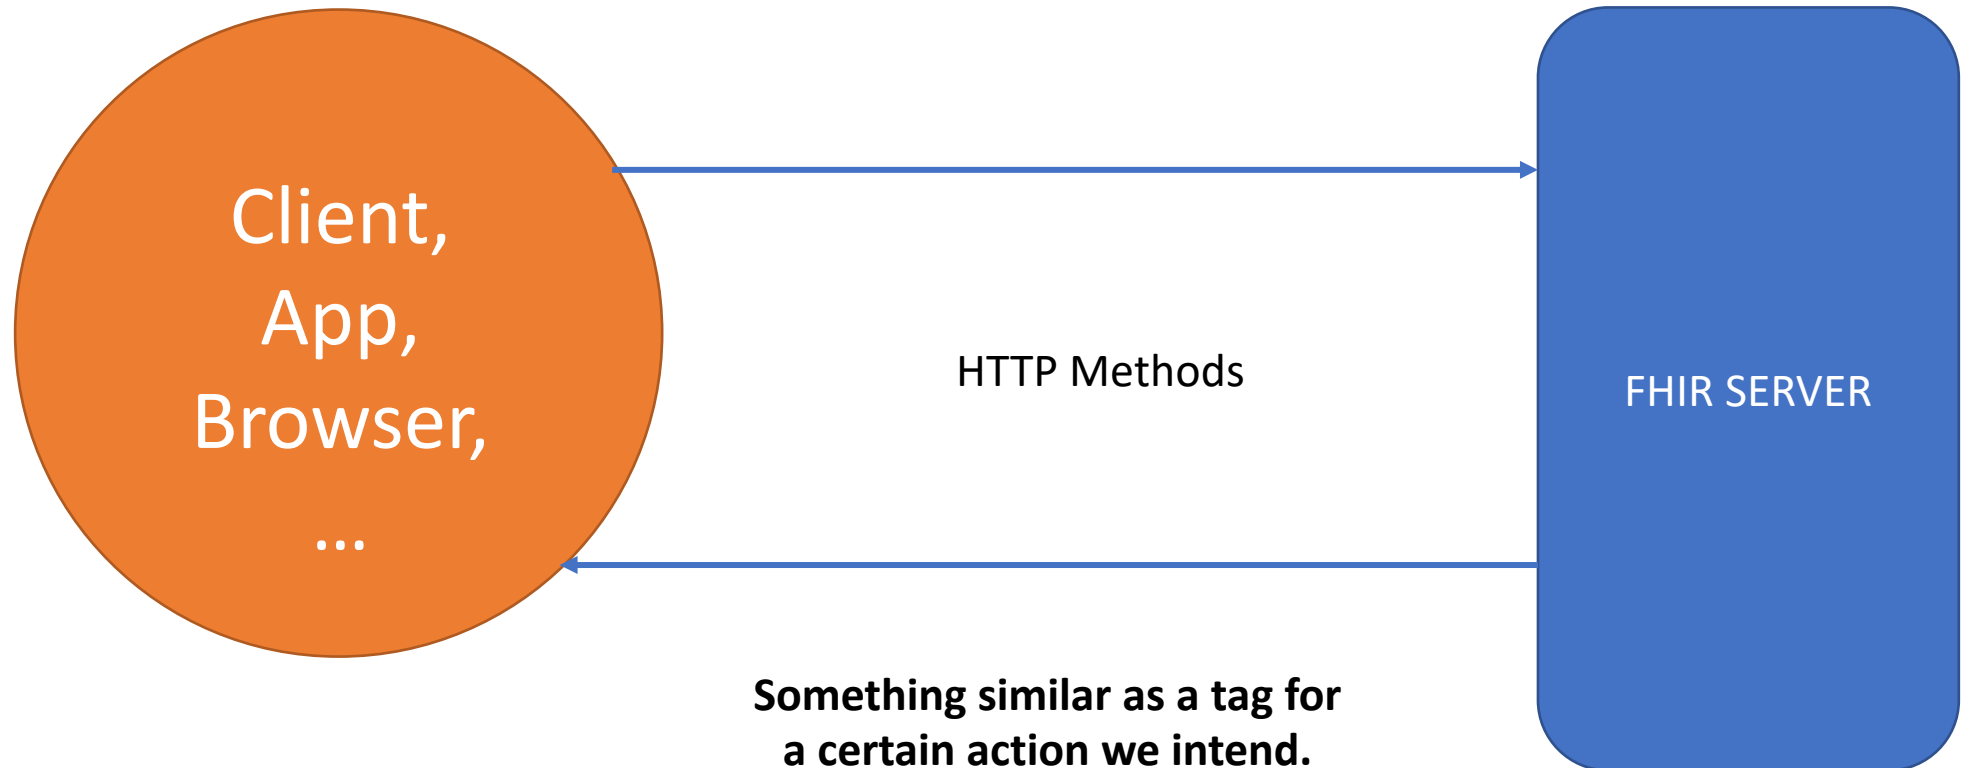 Client,
App,
Browser,
...
HTTP Methods
FHIR SERVER
Something similar as a tag for
a certain action we intend.